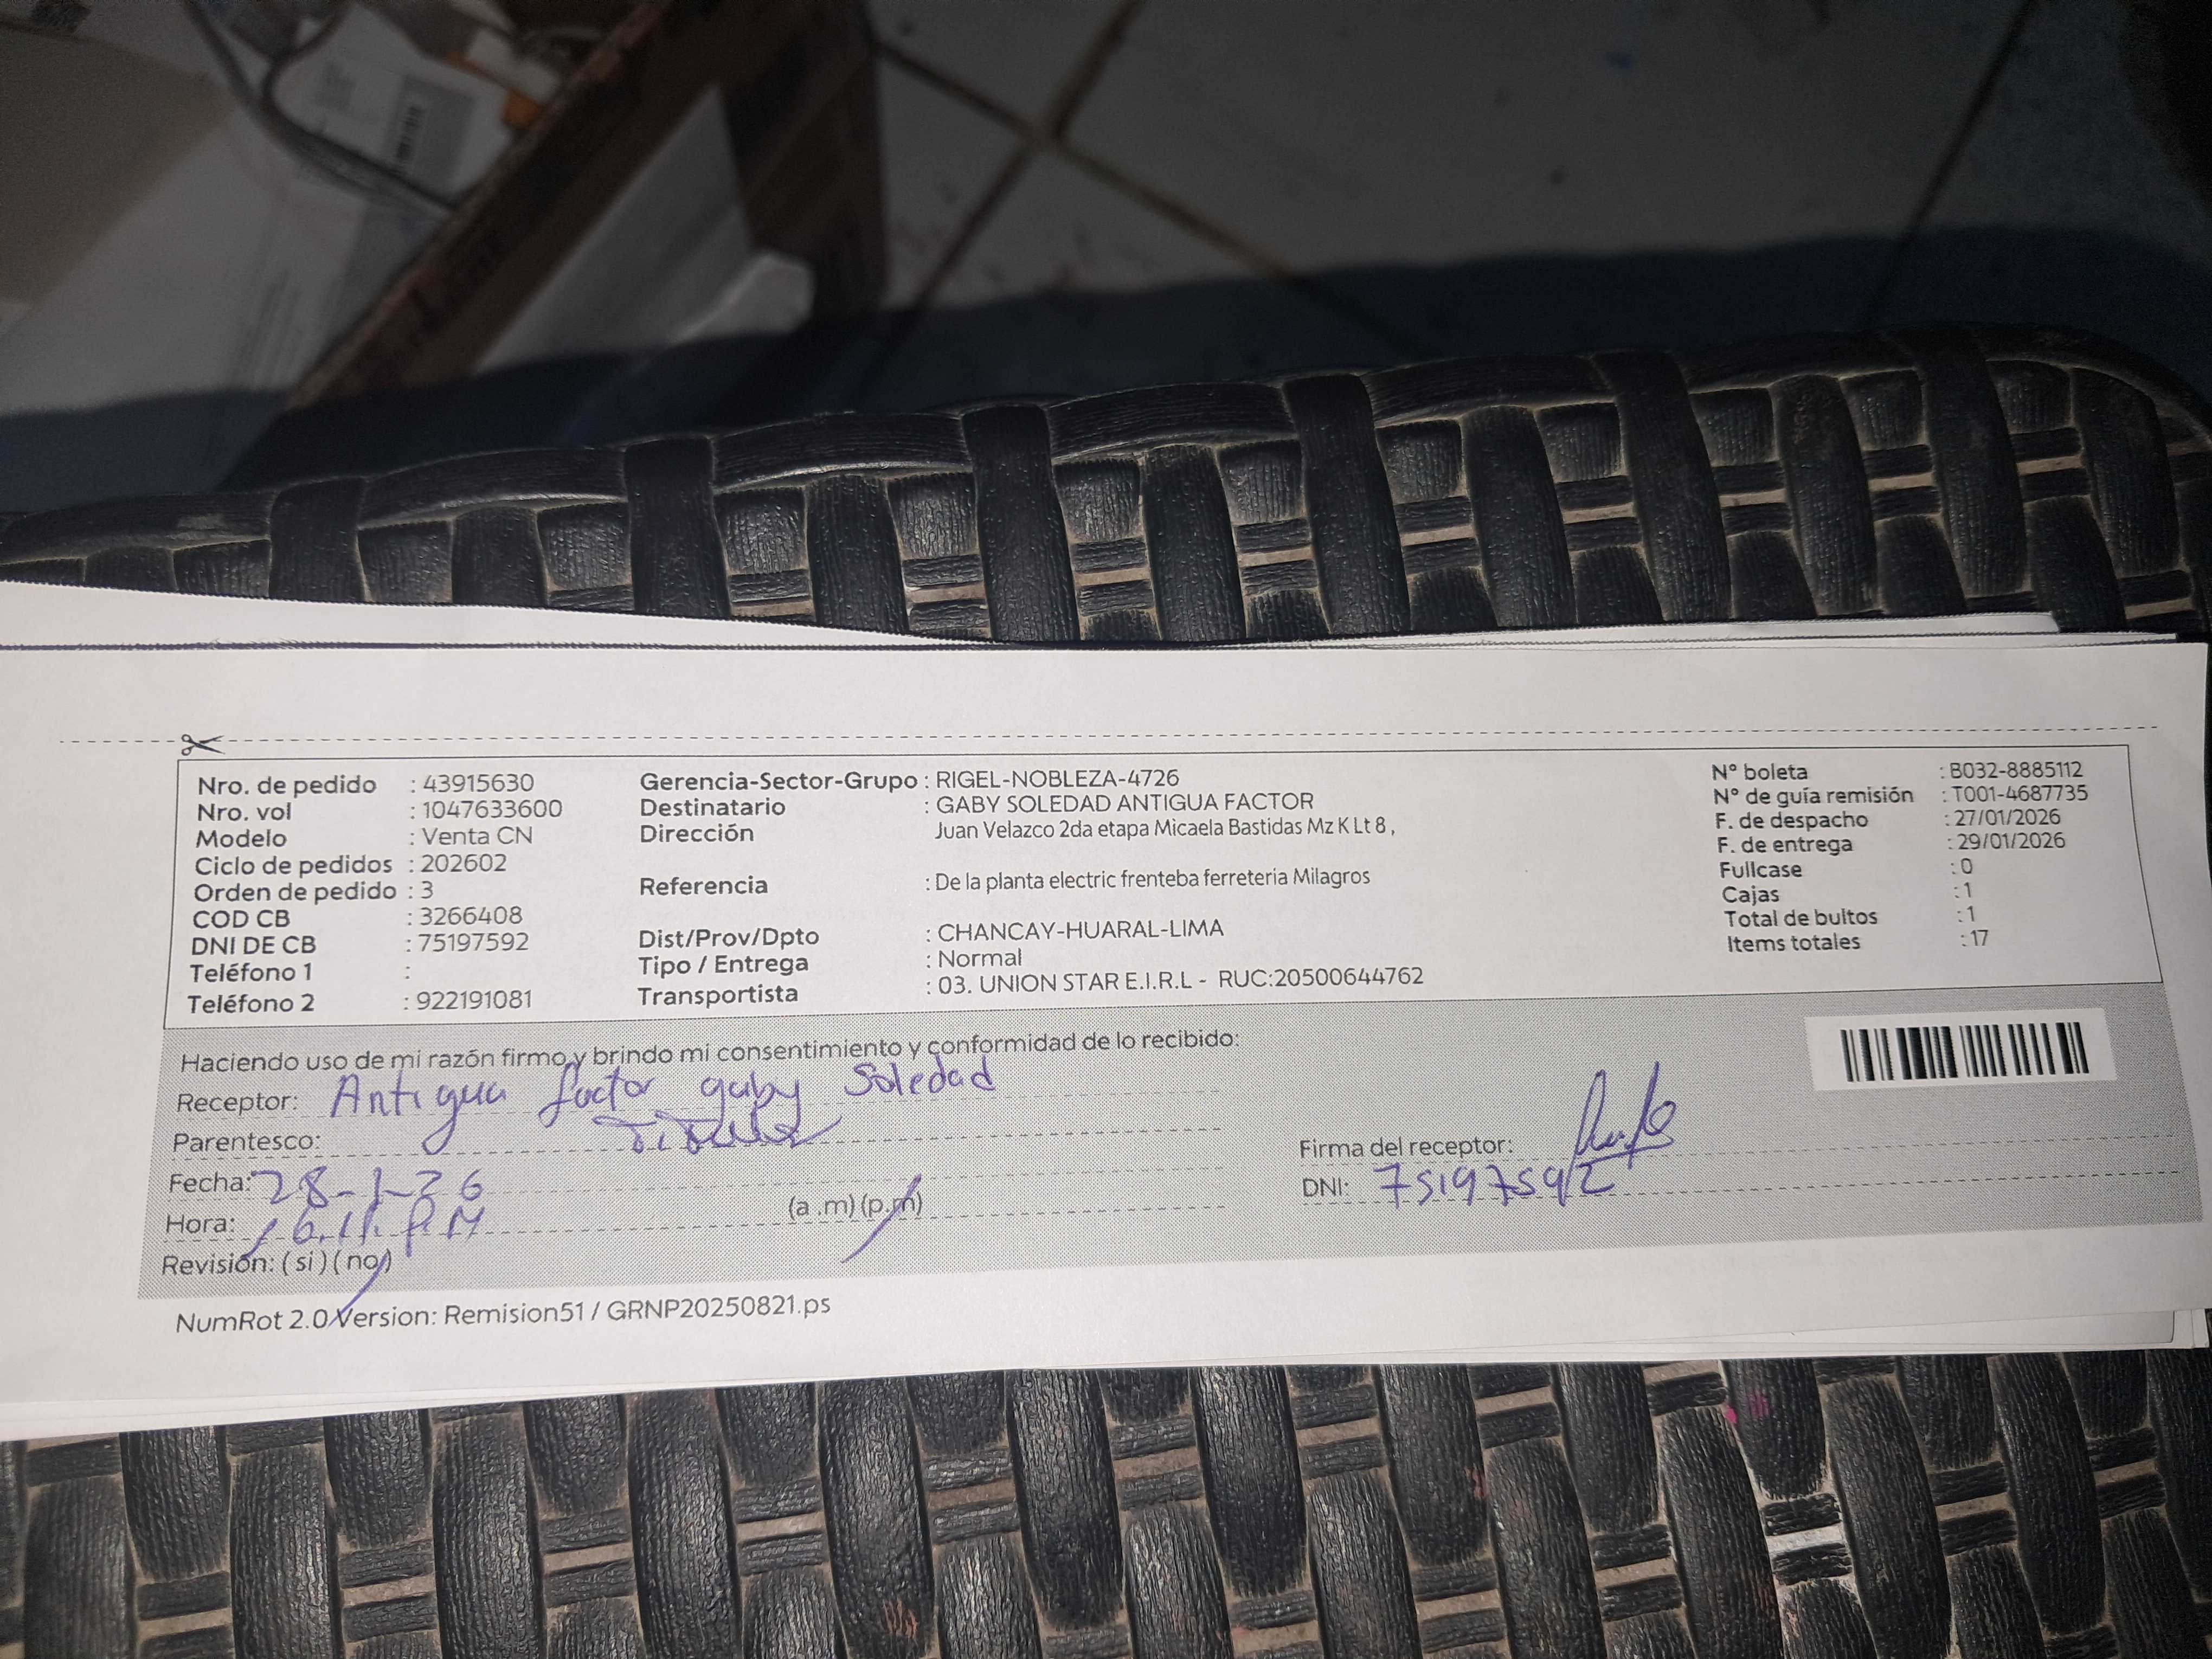 Nro. de pedido : 43915630
Nro. vol : 1047633600
Modelo : Venta CN
Ciclo de pedidos : 202602
Orden de pedido : 3
COD CB : 3266408
DNI DE CB : 75197592
Teléfono 1 :
Teléfono 2 : 922191081
Gerencia-Sector-Grupo : RIGEL-NOBLEZA-4726
Destinatario : GABY SOLEDAD ANTIGUA FACTOR
Dirección Juan Velazco 2da etapa Micaela Bastidas Mz K Lt 8 ,
Referencia : De la planta electric frenteba ferreteria Milagros
Dist/Prov/Dpto : CHANCAY-HUARAL-LIMA
Tipo / Entrega : Normal
Transportista : 03. UNION STAR E.I.R.L - RUC:20500644762
N° boleta : B032-8885112
N° de guía remisión : T001-4687735
F. de despacho : 27/01/2026
F. de entrega : 29/01/2026
Fullcase : 0
Cajas : 1
Total de bultos : 1
Items totales : 17
Haciendo uso de mi razón firmo y brindo mi consentimiento y conformidad de lo recibido:
Receptor: Antigua factor gaby Soledad
Parentesco: Titular
Fecha: 28-1-26
Hora: P.M (a .m) (p.m)
Revisión: ( si ) ( no )
Firma del receptor:
DNI: 75197592
NumRot 2.0 Version: Remision51 / GRNP20250821.ps